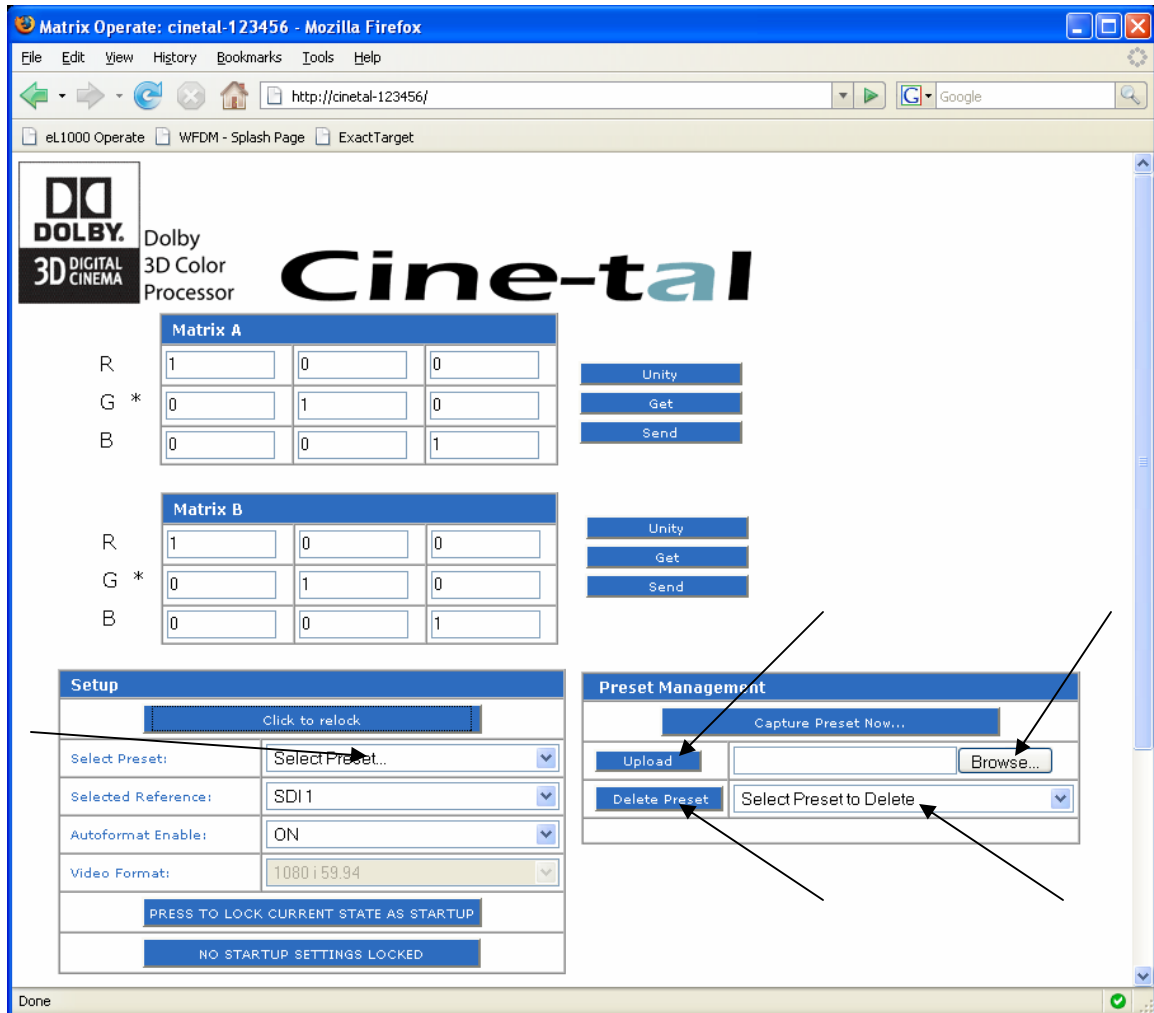 Matrix Operate: cinetal-123456 - Mozilla Firefox
File Edit View History Bookmarks Tools Help
http://cinetal-123456/
G Google
eL1000 Operate WFDM - Splash Page ExactTarget
DOLBY.
3D DIGITAL CINEMA
Dolby
3D Color
Processor
Cine-tal
Matrix A
R 1 0 0
G * 0 1 0
B 0 0 1
Unity
Get
Send
Matrix B
R 1 0 0
G * 0 1 0
B 0 0 1
Unity
Get
Send
Setup
Click to relock
Select Preset: Select Preset...
Selected Reference: SDI 1
Autoformat Enable: ON
Video Format: 1080 i 59.94
PRESS TO LOCK CURRENT STATE AS STARTUP
NO STARTUP SETTINGS LOCKED
Preset Management
Capture Preset Now...
Upload Browse...
Delete Preset Select Preset to Delete
Done